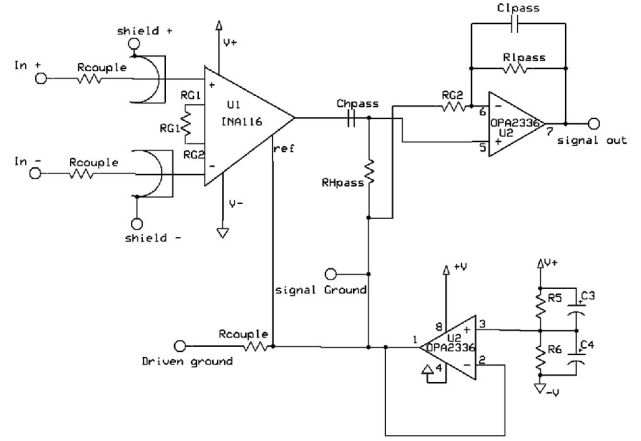 Clpass
shield +
V+
Rlpass
In +
Rcouple
+
RG1
U1
INA116
RG1
RG2
Chpass
RG2
6
-
OPA2336
U2
7
5
+
signal out
ref
In -
Rcouple
-
V-
shield -
RHpass
signal Ground
+V
V+
R5
C3
+
Rcouple
Driven ground
1
8
U2
OPA2336
+
3
-
2
4
R6
C4
+
-V